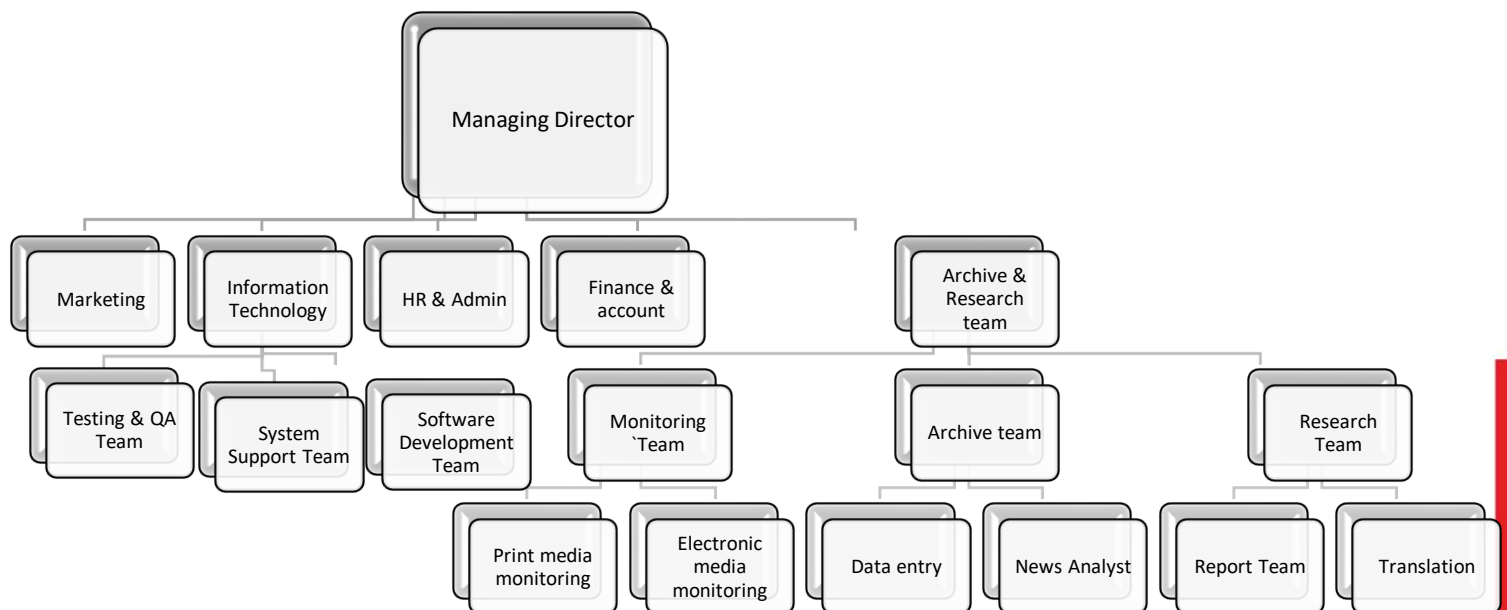 Managing Director
Marketing
Information
Technology
HR & Admin
Finance &
account
Archive &
Research
team
Testing & QA
Team
System
Support Team
Software
Development
Team
Monitoring
`Team
Archive team
Research
Team
Print media
monitoring
Electronic
media
monitoring
Data entry
News Analyst
Report Team
Translation